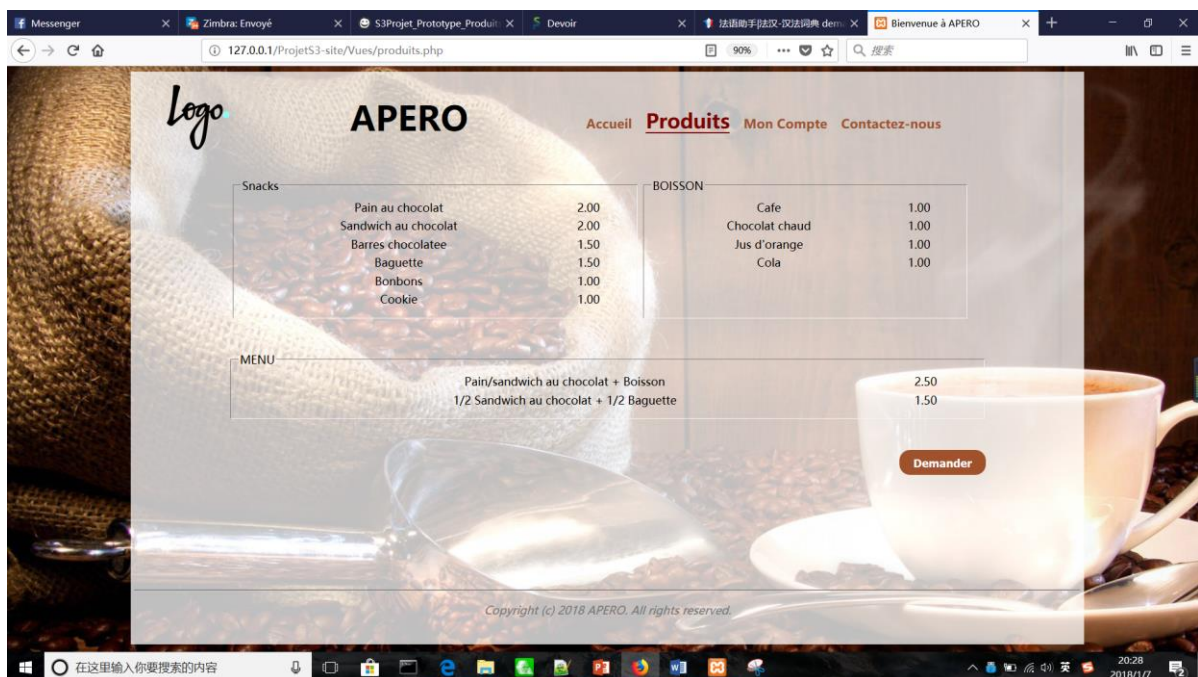 Messenger
Zimbra: Envoyé
S3Projet_Prototype_Produit
Devoir
法语助手|法汉-汉法词典 dem
Bienvenue à APERO
127.0.0.1/ProjetS3-site/Vues/produits.php
90%
搜索
Logo.
APERO
Accueil Produits Mon Compte Contactez-nous
Snacks
Pain au chocolat 2.00
Sandwich au chocolat 2.00
Barres chocolatee 1.50
Baguette 1.50
Bonbons 1.00
Cookie 1.00
BOISSON
Cafe 1.00
Chocolat chaud 1.00
Jus d'orange 1.00
Cola 1.00
MENU
Pain/sandwich au chocolat + Boisson 2.50
1/2 Sandwich au chocolat + 1/2 Baguette 1.50
Demander
Copyright (c) 2018 APERO. All rights reserved.
在这里输入你要搜索的内容
英
20:28
2018/1/7